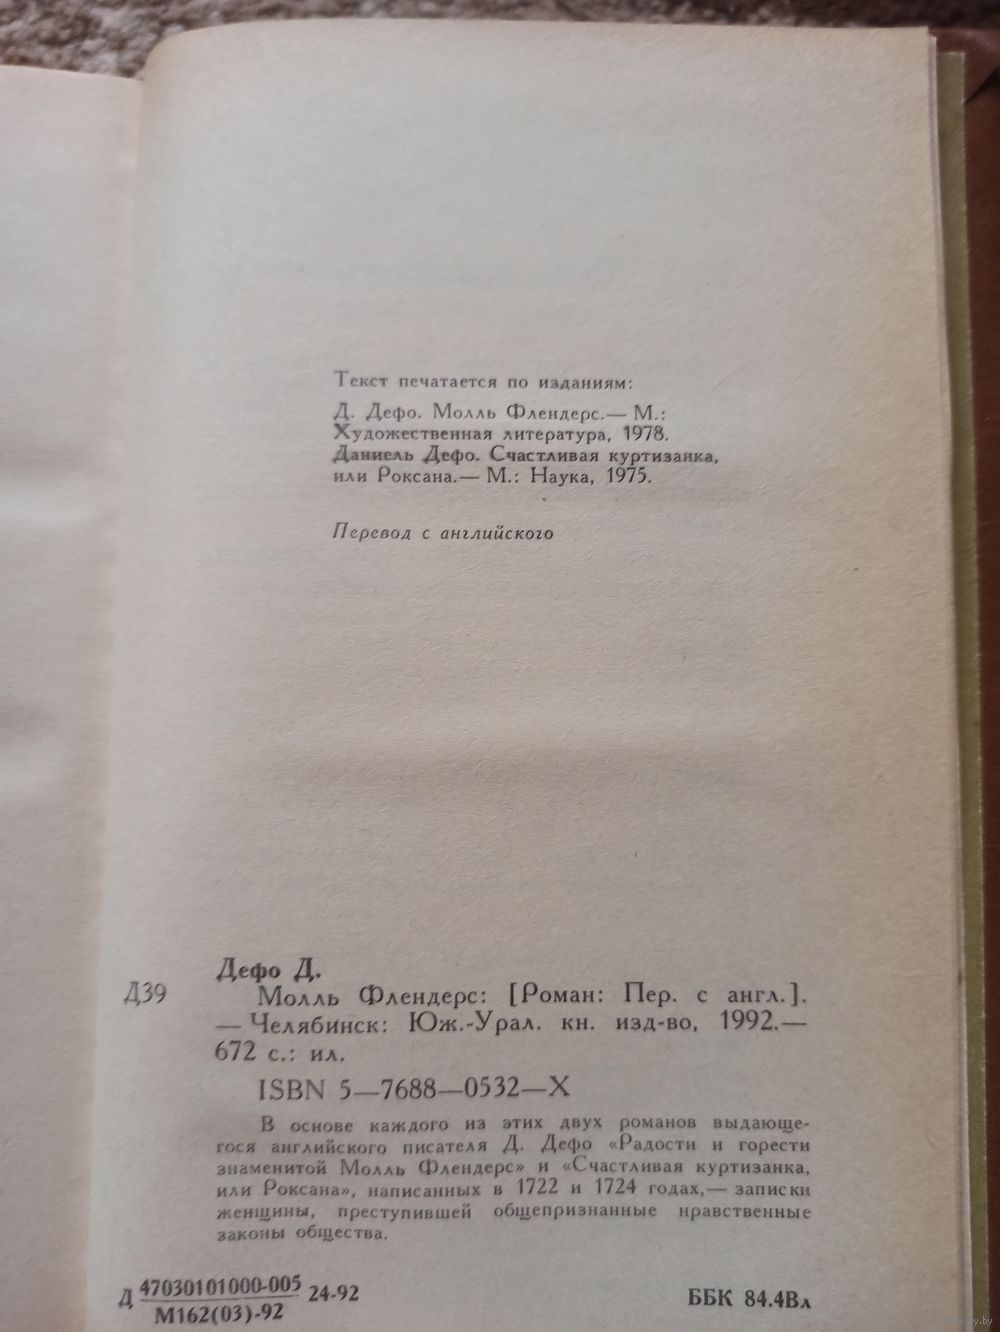 Текст печатается по изданиям:
Д. Дефо. Молль Флендерс.— М.:
Художественная литература, 1978.
Даниель Дефо. Счастливая куртизанка,
или Роксана.— М.: Наука, 1975.
Перевод с английского
Дефо Д.
Д39
Молль Флендерс: [Роман: Пер. с англ.].
— Челябинск: Юж.-Урал. кн. изд-во, 1992.—
672 с.: ил.
ISBN 5—7688—0532—X
В основе каждого из этих двух романов выдающе-
гося английского писателя Д. Дефо «Радости и горести
знаменитой Молль Флендерс» и «Счастливая куртизанка,
или Роксана», написанных в 1722 и 1724 годах,— записки
женщины, преступившей общепризнанные нравственные
законы общества.
Д 47030101000-005 24-92
М162(03)-92
ББК 84.4Вл